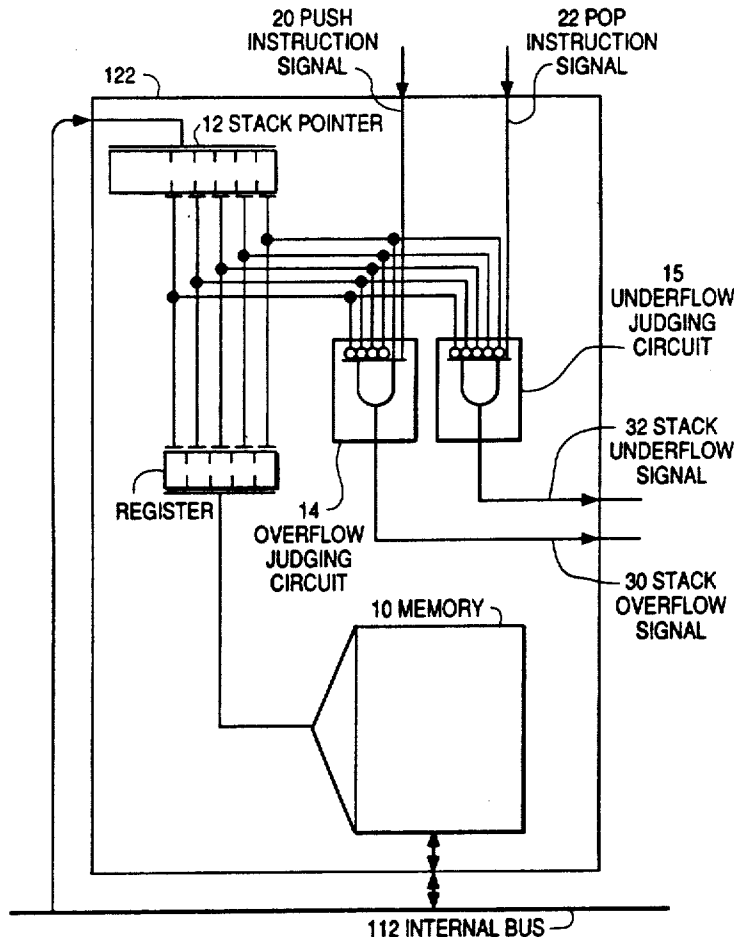 20 PUSH
INSTRUCTION
SIGNAL
22 POP
INSTRUCTION
SIGNAL
122
12 STACK POINTER
15
UNDERFLOW
JUDGING
CIRCUIT
32 STACK
UNDERFLOW
SIGNAL
REGISTER
14
OVERFLOW
JUDGING
CIRCUIT
30 STACK
OVERFLOW
SIGNAL
10 MEMORY
112 INTERNAL BUS